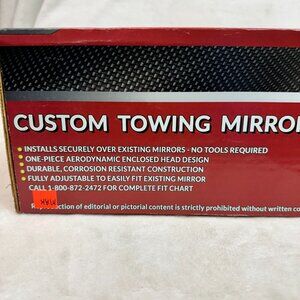 CUSTOM TOWING MIRRO
INSTALLS SECURELY OVER EXISTING MIRRORS - NO TOOLS REQUIRED
ONE-PIECE AERODYNAMIC ENCLOSED HEAD DESIGN
DURABLE, CORROSION RESISTANT CONSTRUCTION
FULLY ADJUSTABLE TO EASILY FIT EXISTING MIRROR
CALL 1-800-872-2472 FOR COMPLETE FIT CHART
of editorial or pictorial content is strictly prohibited without written co